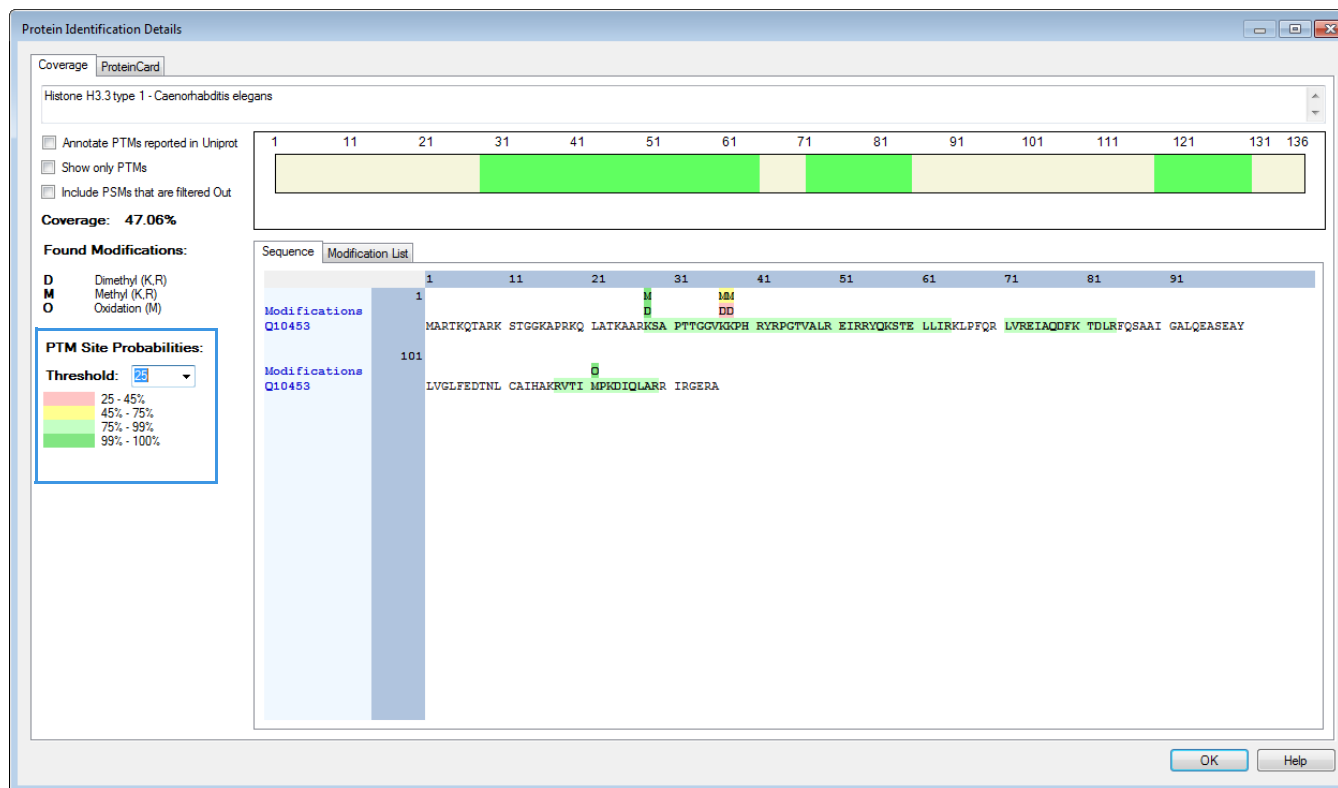 Protein Identification Details
Coverage ProteinCard
Histone H3.3 type 1 - Caenorhabditis elegans
Annotate PTMs reported in Uniprot
Show only PTMs
Include PSMs that are filtered Out
Coverage: 47.06%
1 11 21 31 41 51 61 71 81 91 101 111 121 131 136
Found Modifications:
D Dimethyl (K,R)
M Methyl (K,R)
O Oxidation (M)
PTM Site Probabilities:
Threshold: 25
25 - 45%
45% - 75%
75% - 99%
99% - 100%
Sequence Modification List
1 11 21 31 41 51 61 71 81 91
1 M MM
Modifications D DD
Q10453 MARTKQTARK STGGKAPRKQ LATKAARKSA PTTGGVKKPH RYRPGTVALR EIRRYQKSTE LLIRKLPFQR LVREIAQDFK TDLRFQSAAI GALQEASEAY
101
Modifications O
Q10453 LVGLFEDTNL CAIHAKRVTI MPKDIQLARR IRGERA
OK Help